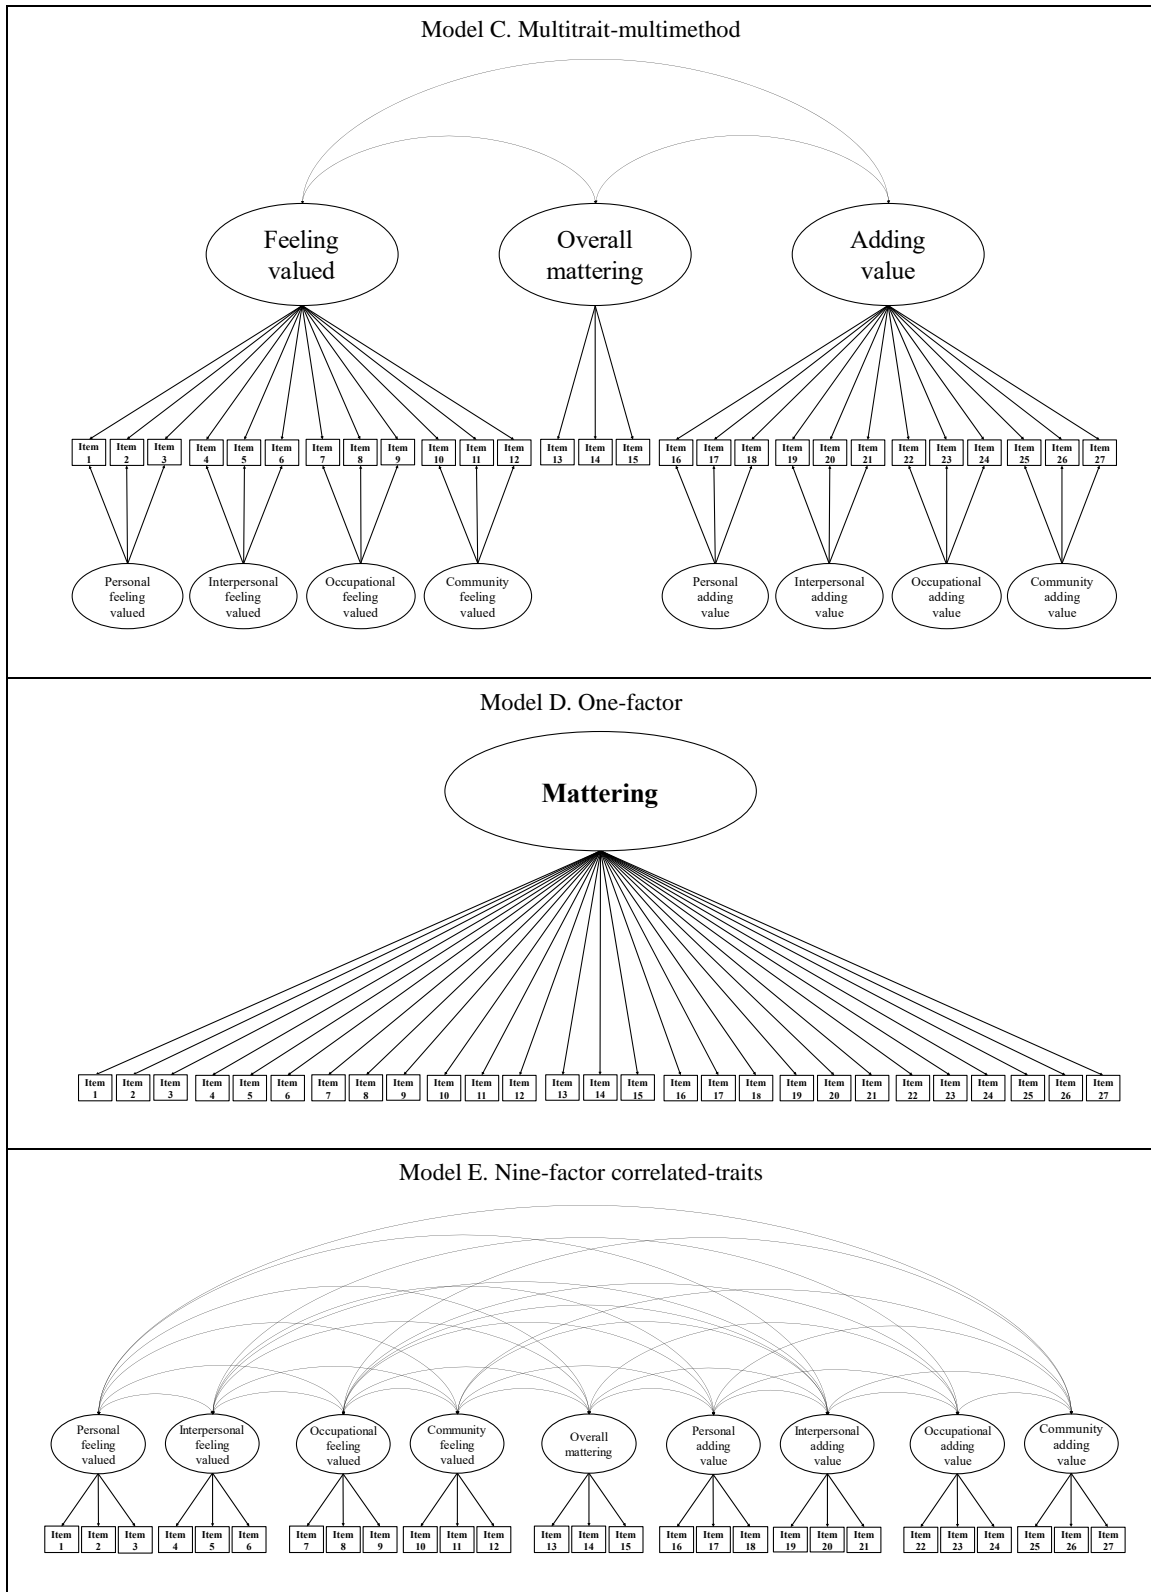 Model C. Multitrait-multimethod
Feeling
valued
Overall
mattering
Adding
value
Item
1
Item
2
Item
3
Item
4
Item
5
Item
6
Item
7
Item
8
Item
9
Item
10
Item
11
Item
12
Item
13
Item
14
Item
15
Item
16
Item
17
Item
18
Item
19
Item
20
Item
21
Item
22
Item
23
Item
24
Item
25
Item
26
Item
27
Personal
feeling
valued
Interpersonal
feeling
valued
Occupational
feeling
valued
Community
feeling
valued
Personal
adding
value
Interpersonal
adding
value
Occupational
adding
value
Community
adding
value
Model D. One-factor
Mattering
Item
1
Item
2
Item
3
Item
4
Item
5
Item
6
Item
7
Item
8
Item
9
Item
10
Item
11
Item
12
Item
13
Item
14
Item
15
Item
16
Item
17
Item
18
Item
19
Item
20
Item
21
Item
22
Item
23
Item
24
Item
25
Item
26
Item
27
Model E. Nine-factor correlated-traits
Personal
feeling
valued
Interpersonal
feeling
valued
Occupational
feeling
valued
Community
feeling
valued
Overall
mattering
Personal
adding
value
Interpersonal
adding
value
Occupational
adding
value
Community
adding
value
Item
1
Item
2
Item
3
Item
4
Item
5
Item
6
Item
7
Item
8
Item
9
Item
10
Item
11
Item
12
Item
13
Item
14
Item
15
Item
16
Item
17
Item
18
Item
19
Item
20
Item
21
Item
22
Item
23
Item
24
Item
25
Item
26
Item
27